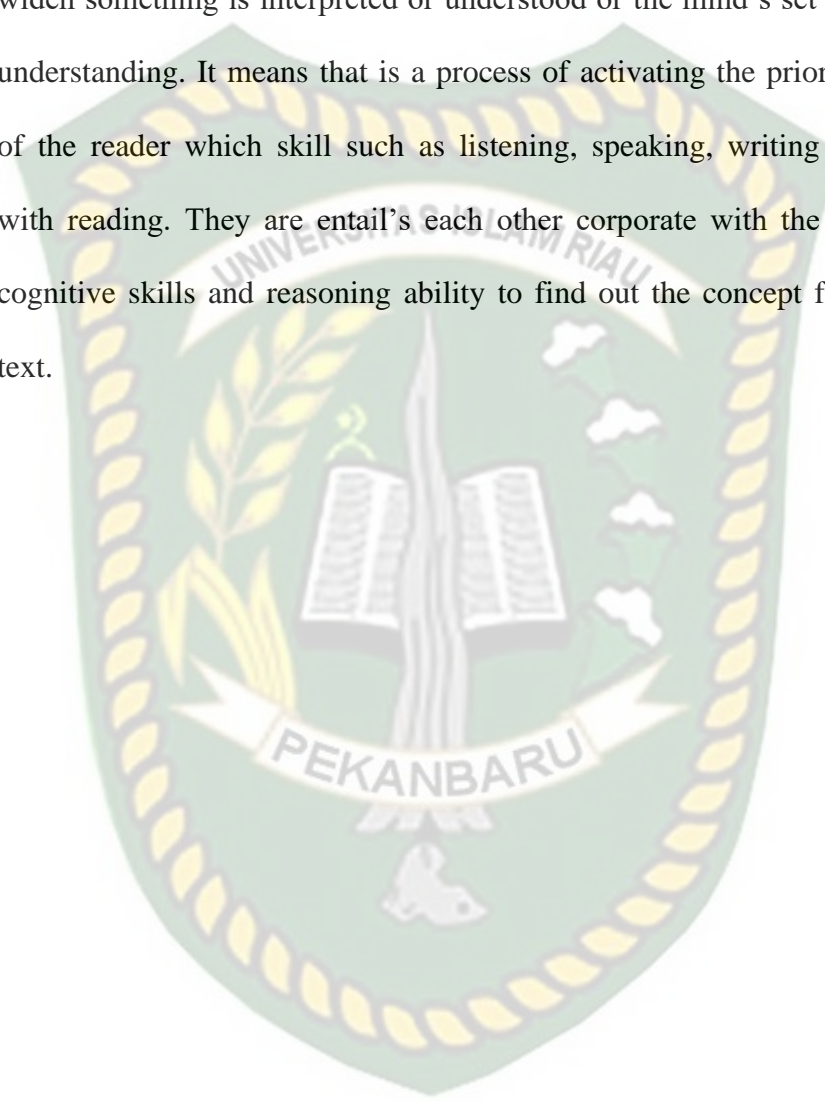 something is interpreted or understood of the mind's set
understanding. It means that is a process of activating the prior
of the reader which skill such as listening, speaking, writing
with reading. They are entail's each other corporate with the
cognitive skills and reasoning ability to find out the concept
text.
UNIVERSITAS ISLAM RIAU
PEKANBARU